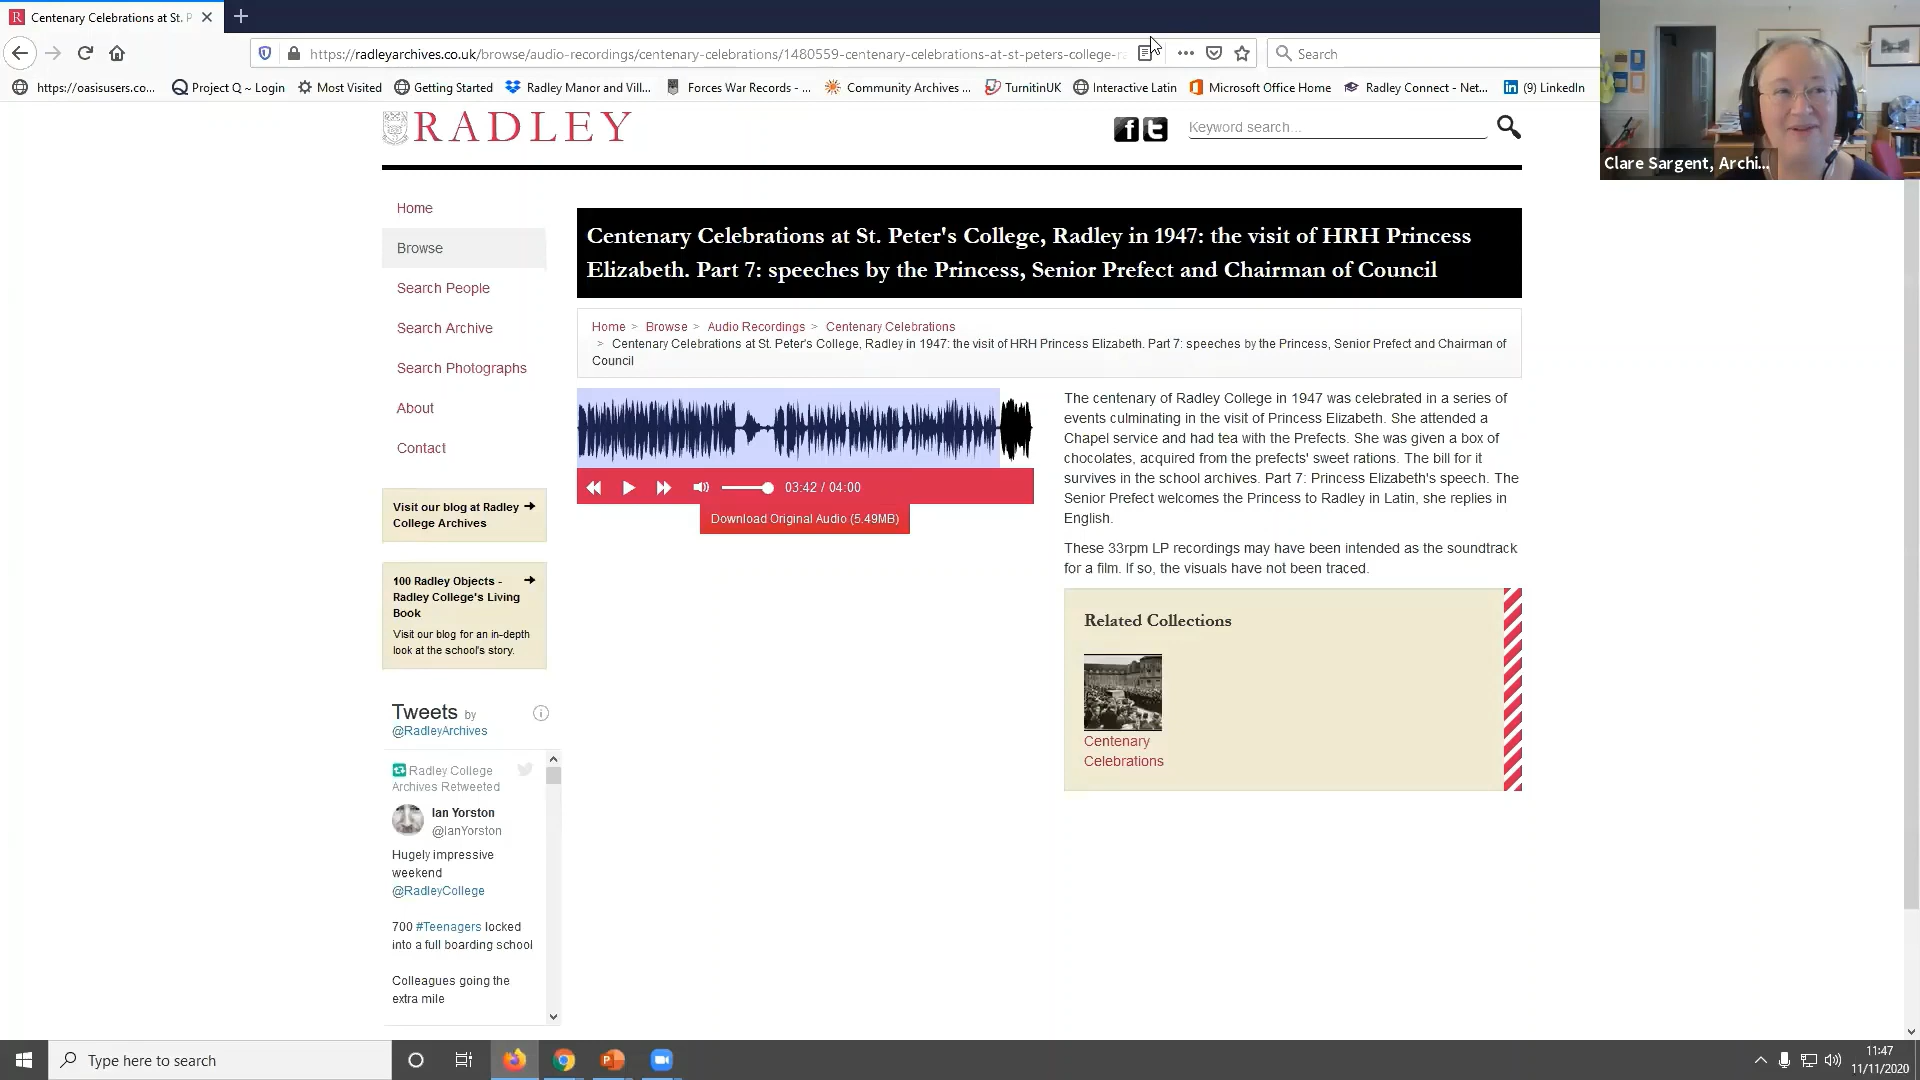 Centenary Celebrations at St. P
https://radleyarchives.co.uk/browse/audio-recordings/centenary-celebrations/1480559-centenary-celebrations-at-st-peters-college-ra
Search
https://oasisusers.co...
Project Q ~ Login
Most Visited
Getting Started
Radley Manor and Vill...
Forces War Records - ...
Community Archives ...
TurnitinUK
Interactive Latin
Microsoft Office Home
Radley Connect - Net...
(9) LinkedIn
RADLEY
Keyword search...
Clare Sargent, Archi...
Home
Browse
Search People
Search Archive
Search Photographs
About
Contact
Visit our blog at Radley
College Archives
100 Radley Objects -
Radley College's Living
Book
Visit our blog for an in-depth
look at the school's story.
Tweets by
@RadleyArchives
Radley College
Archives Retweeted
Ian Yorston
@IanYorston
Hugely impressive
weekend
@RadleyCollege
700 #Teenagers locked
into a full boarding school
Colleagues going the
extra mile
Centenary Celebrations at St. Peter's College, Radley in 1947: the visit of HRH Princess
Elizabeth. Part 7: speeches by the Princess, Senior Prefect and Chairman of Council
Home > Browse > Audio Recordings > Centenary Celebrations
> Centenary Celebrations at St. Peter's College, Radley in 1947: the visit of HRH Princess Elizabeth. Part 7: speeches by the Princess, Senior Prefect and Chairman of
Council
03:42 / 04:00
Download Original Audio (5.49MB)
The centenary of Radley College in 1947 was celebrated in a series of
events culminating in the visit of Princess Elizabeth. She attended a
Chapel service and had tea with the Prefects. She was given a box of
chocolates, acquired from the prefects' sweet rations. The bill for it
survives in the school archives. Part 7: Princess Elizabeth's speech. The
Senior Prefect welcomes the Princess to Radley in Latin, she replies in
English.
These 33rpm LP recordings may have been intended as the soundtrack
for a film. If so, the visuals have not been traced.
Related Collections
Centenary
Celebrations
Type here to search
11:47
11/11/2020